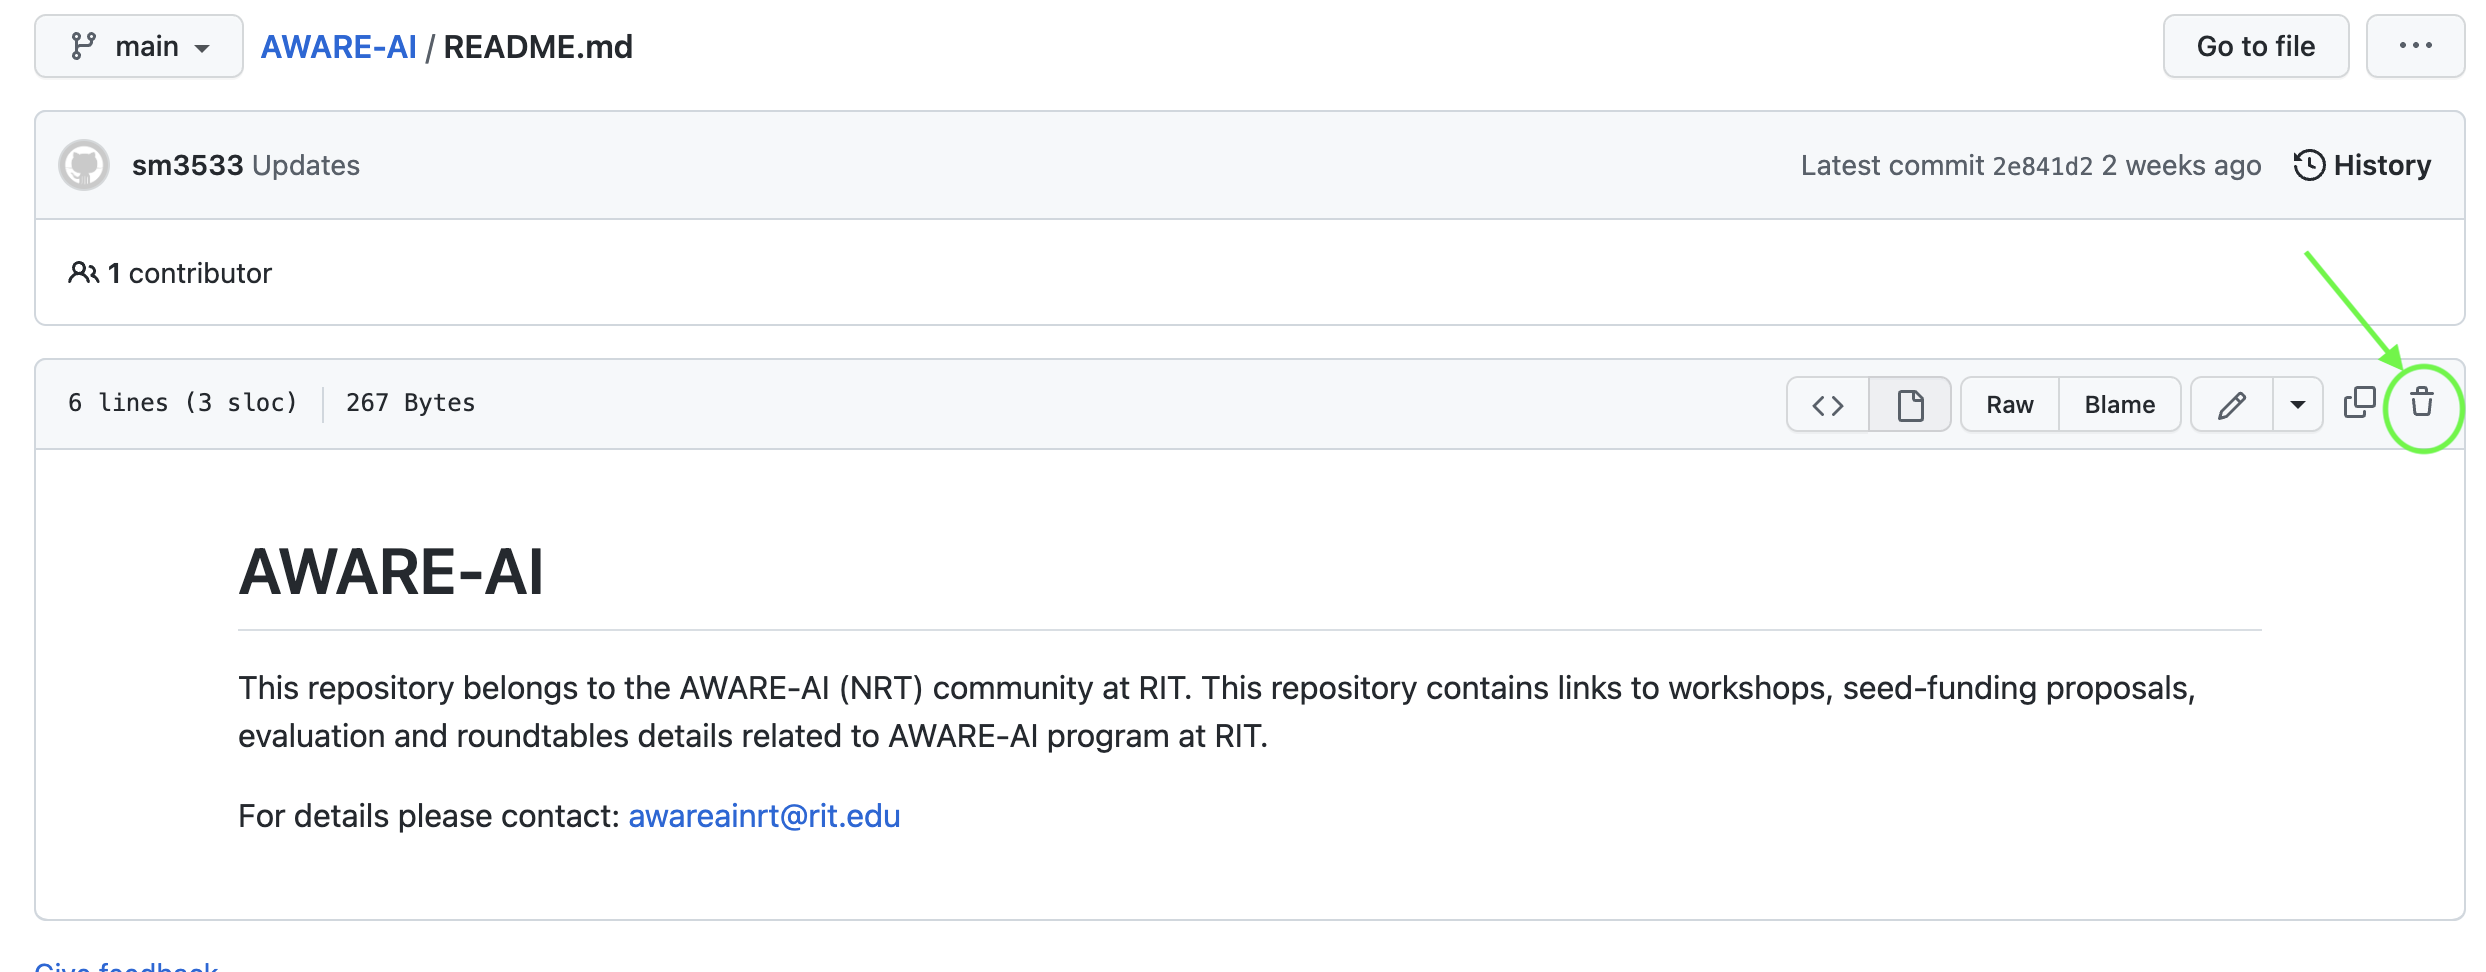 main
AWARE-AI / README.md
Go to file
sm3533 Updates
Latest commit 2e841d2 2 weeks ago
History
1 contributor
6 lines (3 sloc)
267 Bytes
Raw
Blame
AWARE-AI
This repository belongs to the AWARE-AI (NRT) community at RIT. This repository contains links to workshops, seed-funding proposals,
evaluation and roundtables details related to AWARE-AI program at RIT.
For details please contact: awareainrt@rit.edu
Give feedback